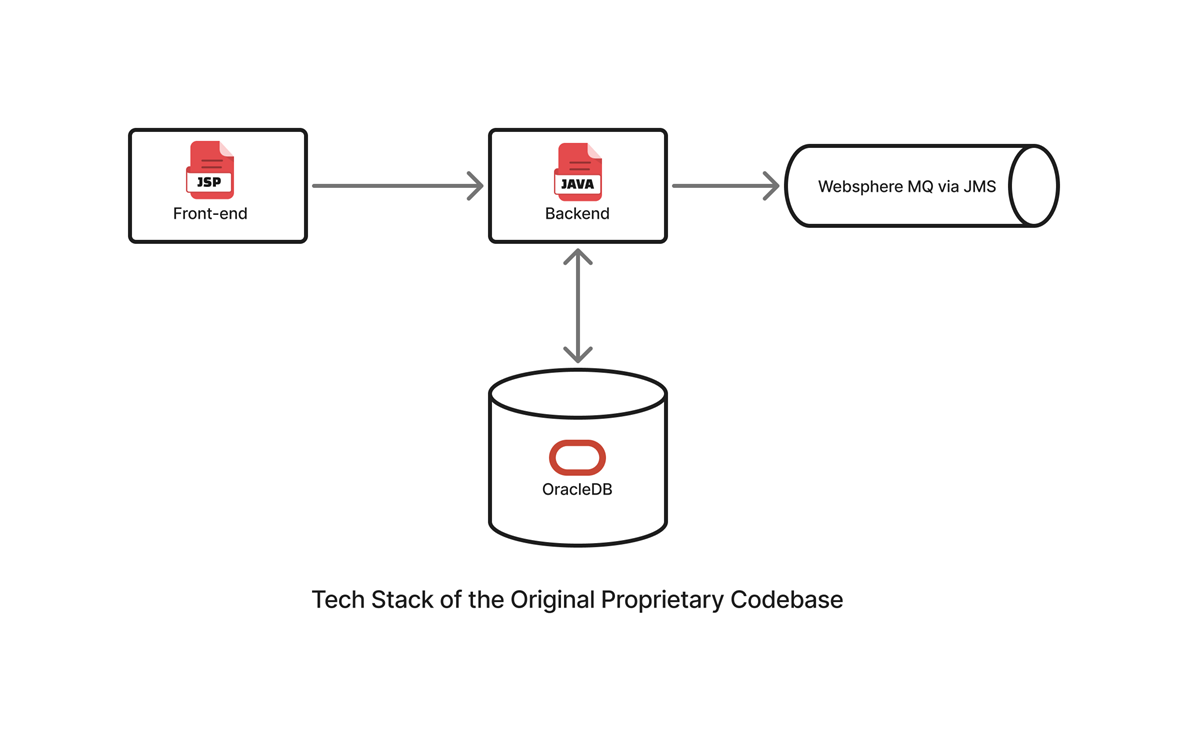 JSP
Front-end
JAVA
Backend
Websphere MQ via JMS
OracleDB
Tech Stack of the Original Proprietary Codebase